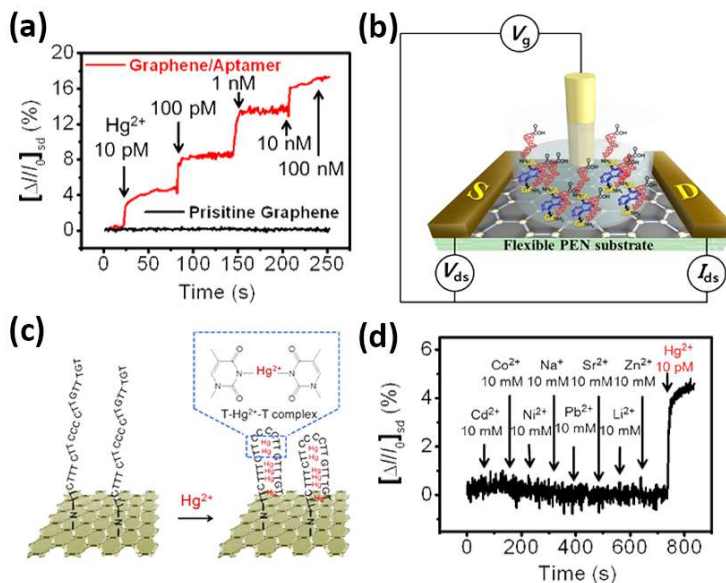 (a)
20
16
12
8
4
0
[ΔI/I0]sd (%)
Graphene/Aptamer
1 nM
100 pM
Hg2+
10 pM
10 nM
100 nM
Prisitine Graphene
0 50 100 150 200 250
Time (s)
(b)
Vg
S
D
COOH
Flexible PEN substrate
Vds
Ids
(c)
Hg2+
T-Hg2+-T complex
Hg2+
(d)
6
4
2
0
[ΔI/I0]sd (%)
Co2+ Na+ Sr2+ Zn2+
10 mM 10 mM 10 mM 10 mM
Hg2+
10 pM
Cd2+ Ni2+ Pb2+ Li2+
10 mM 10 mM 10 mM 10 mM
0 200 400 600 800
Time (s)